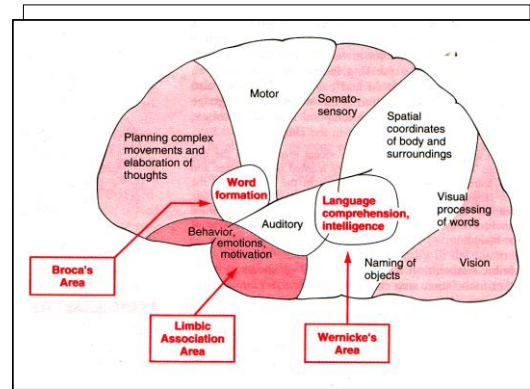 Motor
Somato-
sensory
Spatial
coordinates
of body and
surroundings
Planning complex
movements and
elaboration of
thoughts
Word
formation
Language
comprehension,
intelligence
Auditory
Visual
processing
of words
Behavior,
emotions,
motivation
Naming of
objects
Vision
Broca's
Area
Limbic
Association
Area
Wernicke's
Area